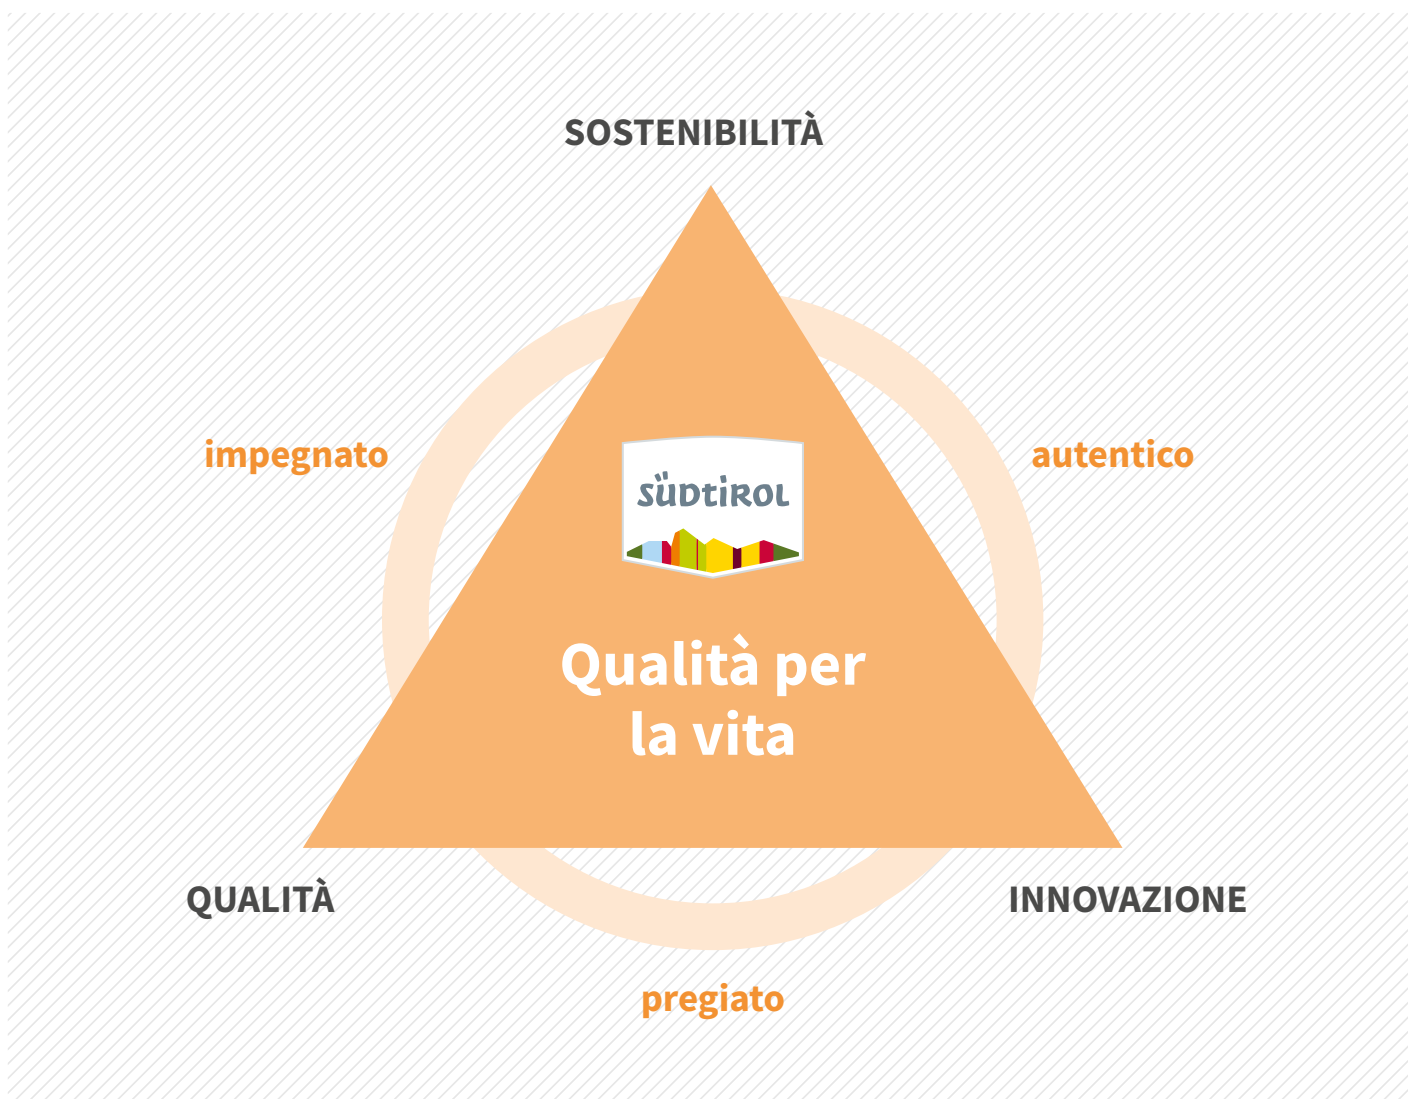 SOSTENIBILITÀ
impegnato
autentico
SÜDTIROL
Qualità per
la vita
QUALITÀ
INNOVAZIONE
pregiato